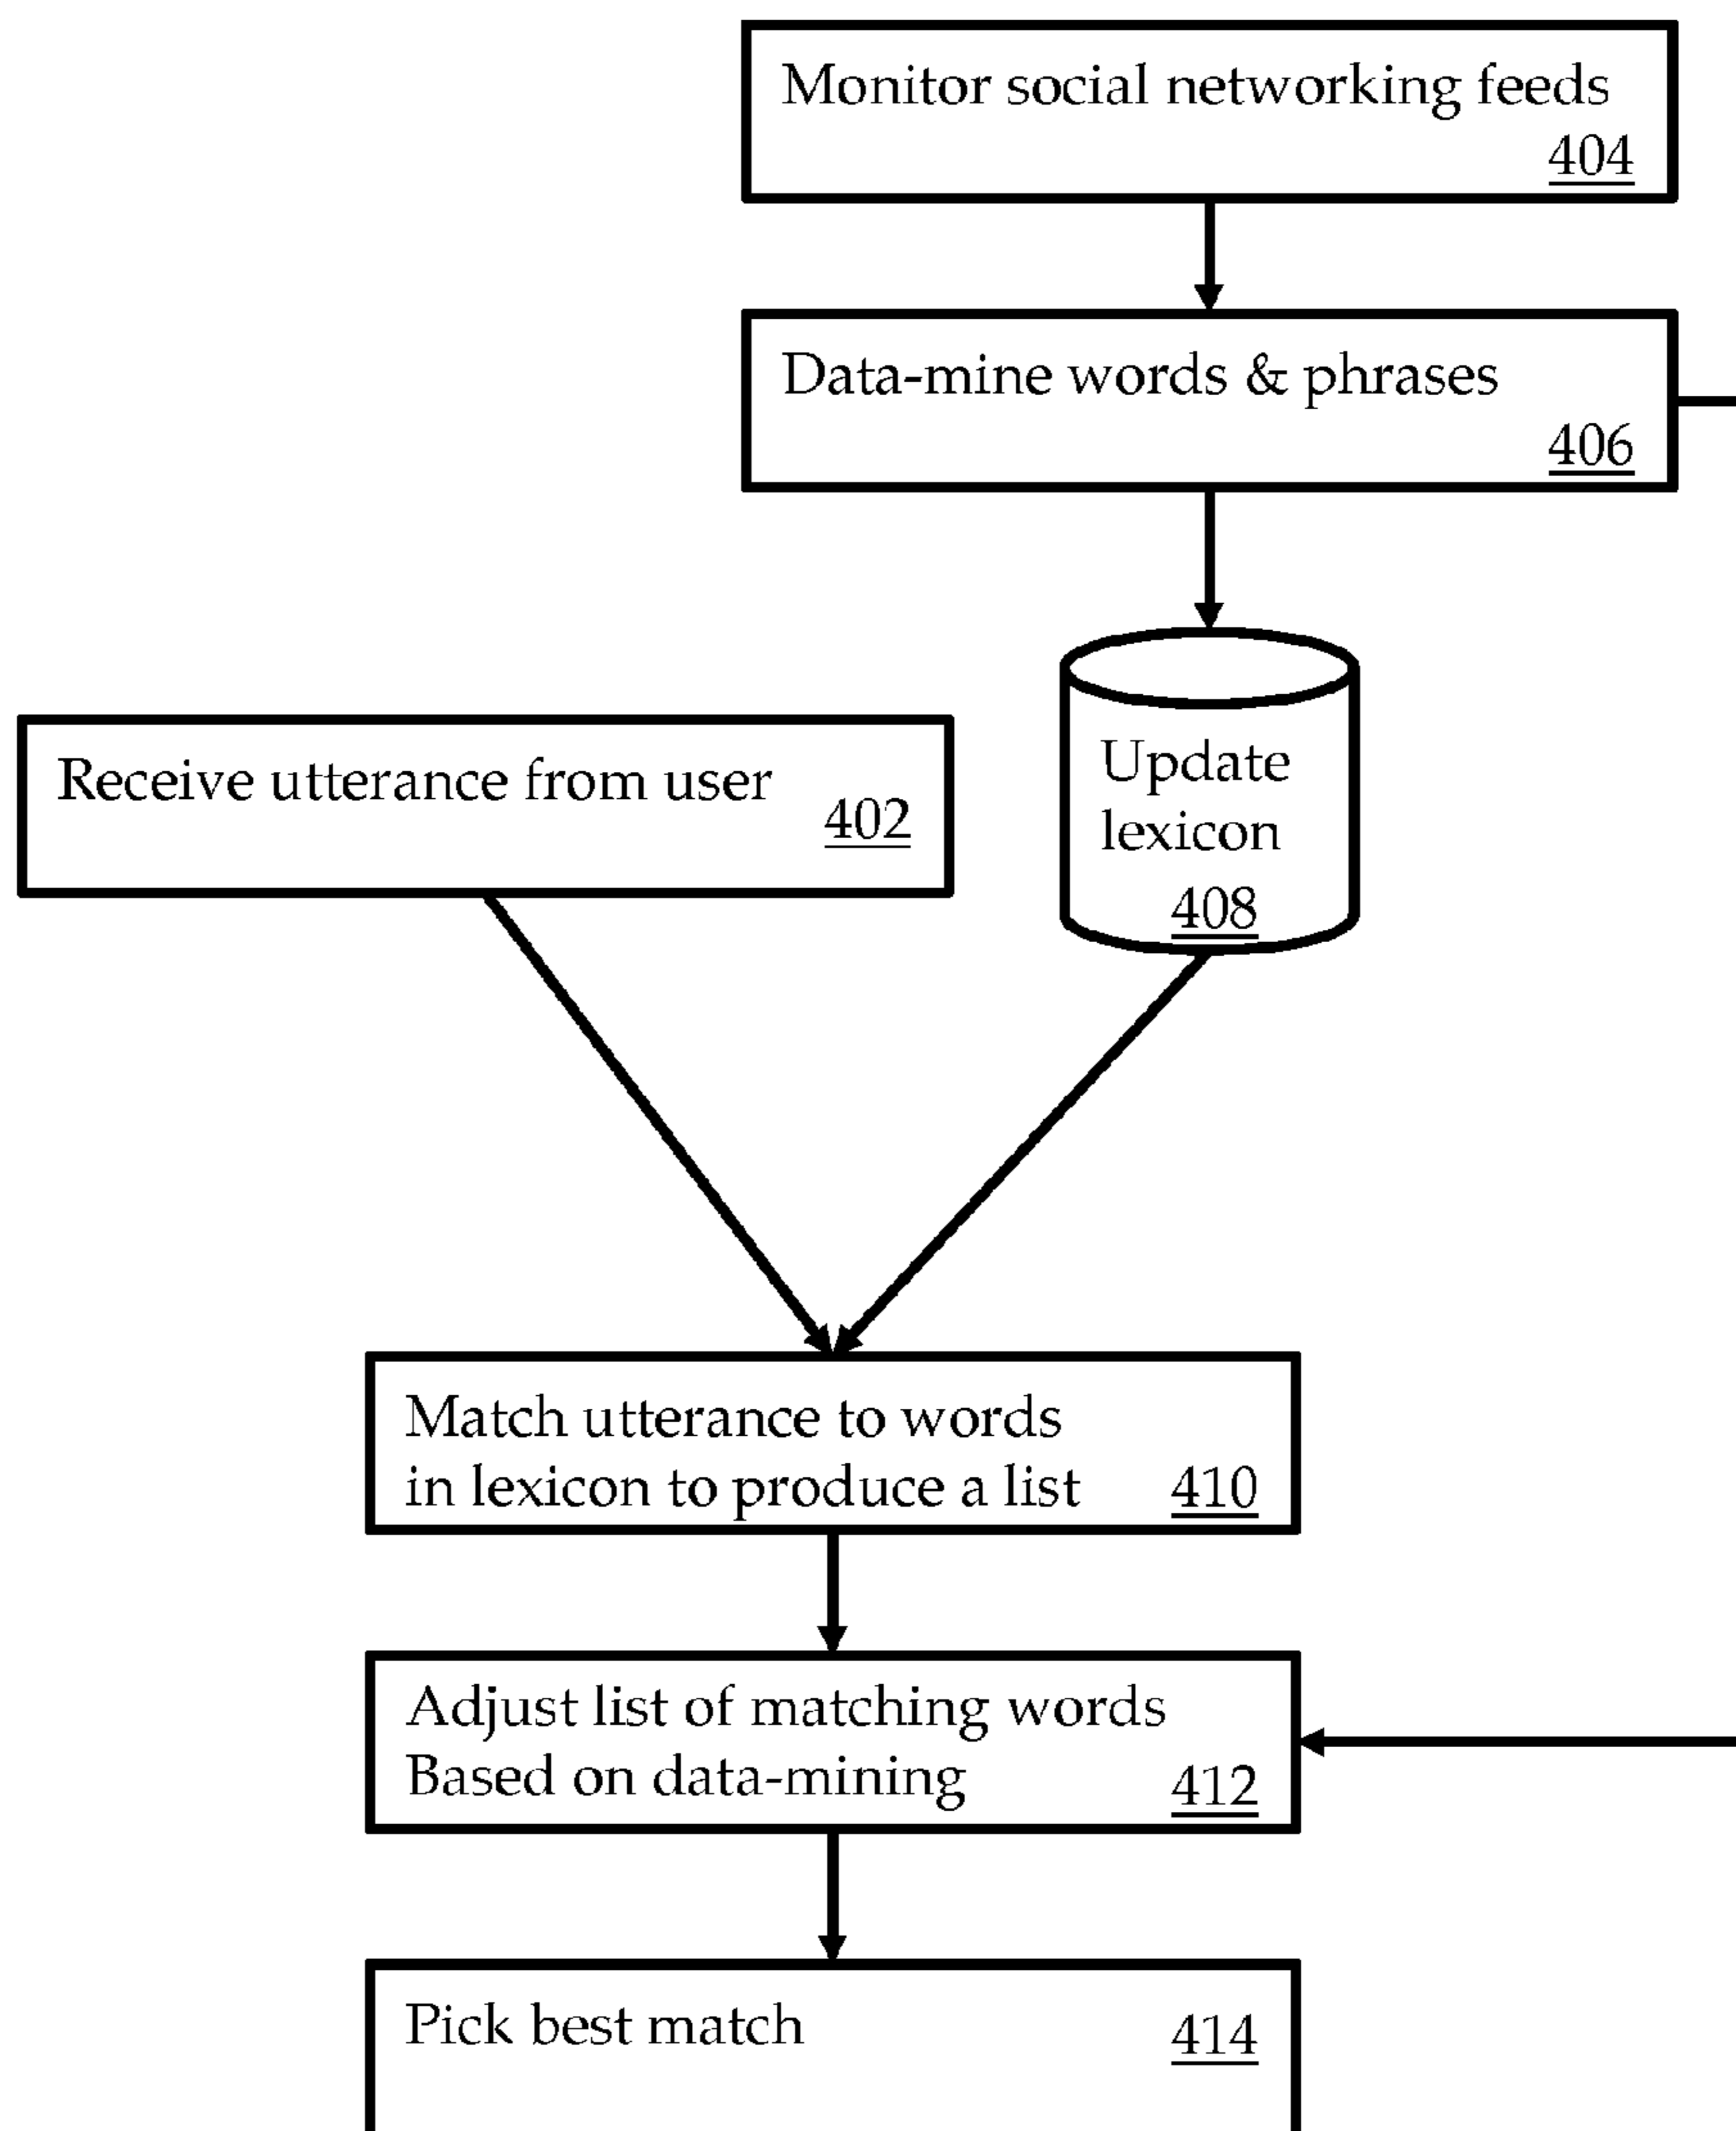 Monitor social networking feeds
404
Data-mine words & phrases
406
Receive utterance from user
402
Update
lexicon
408
Match utterance to words
in lexicon to produce a list 410
Adjust list of matching words
Based on data-mining 412
Pick best match 414